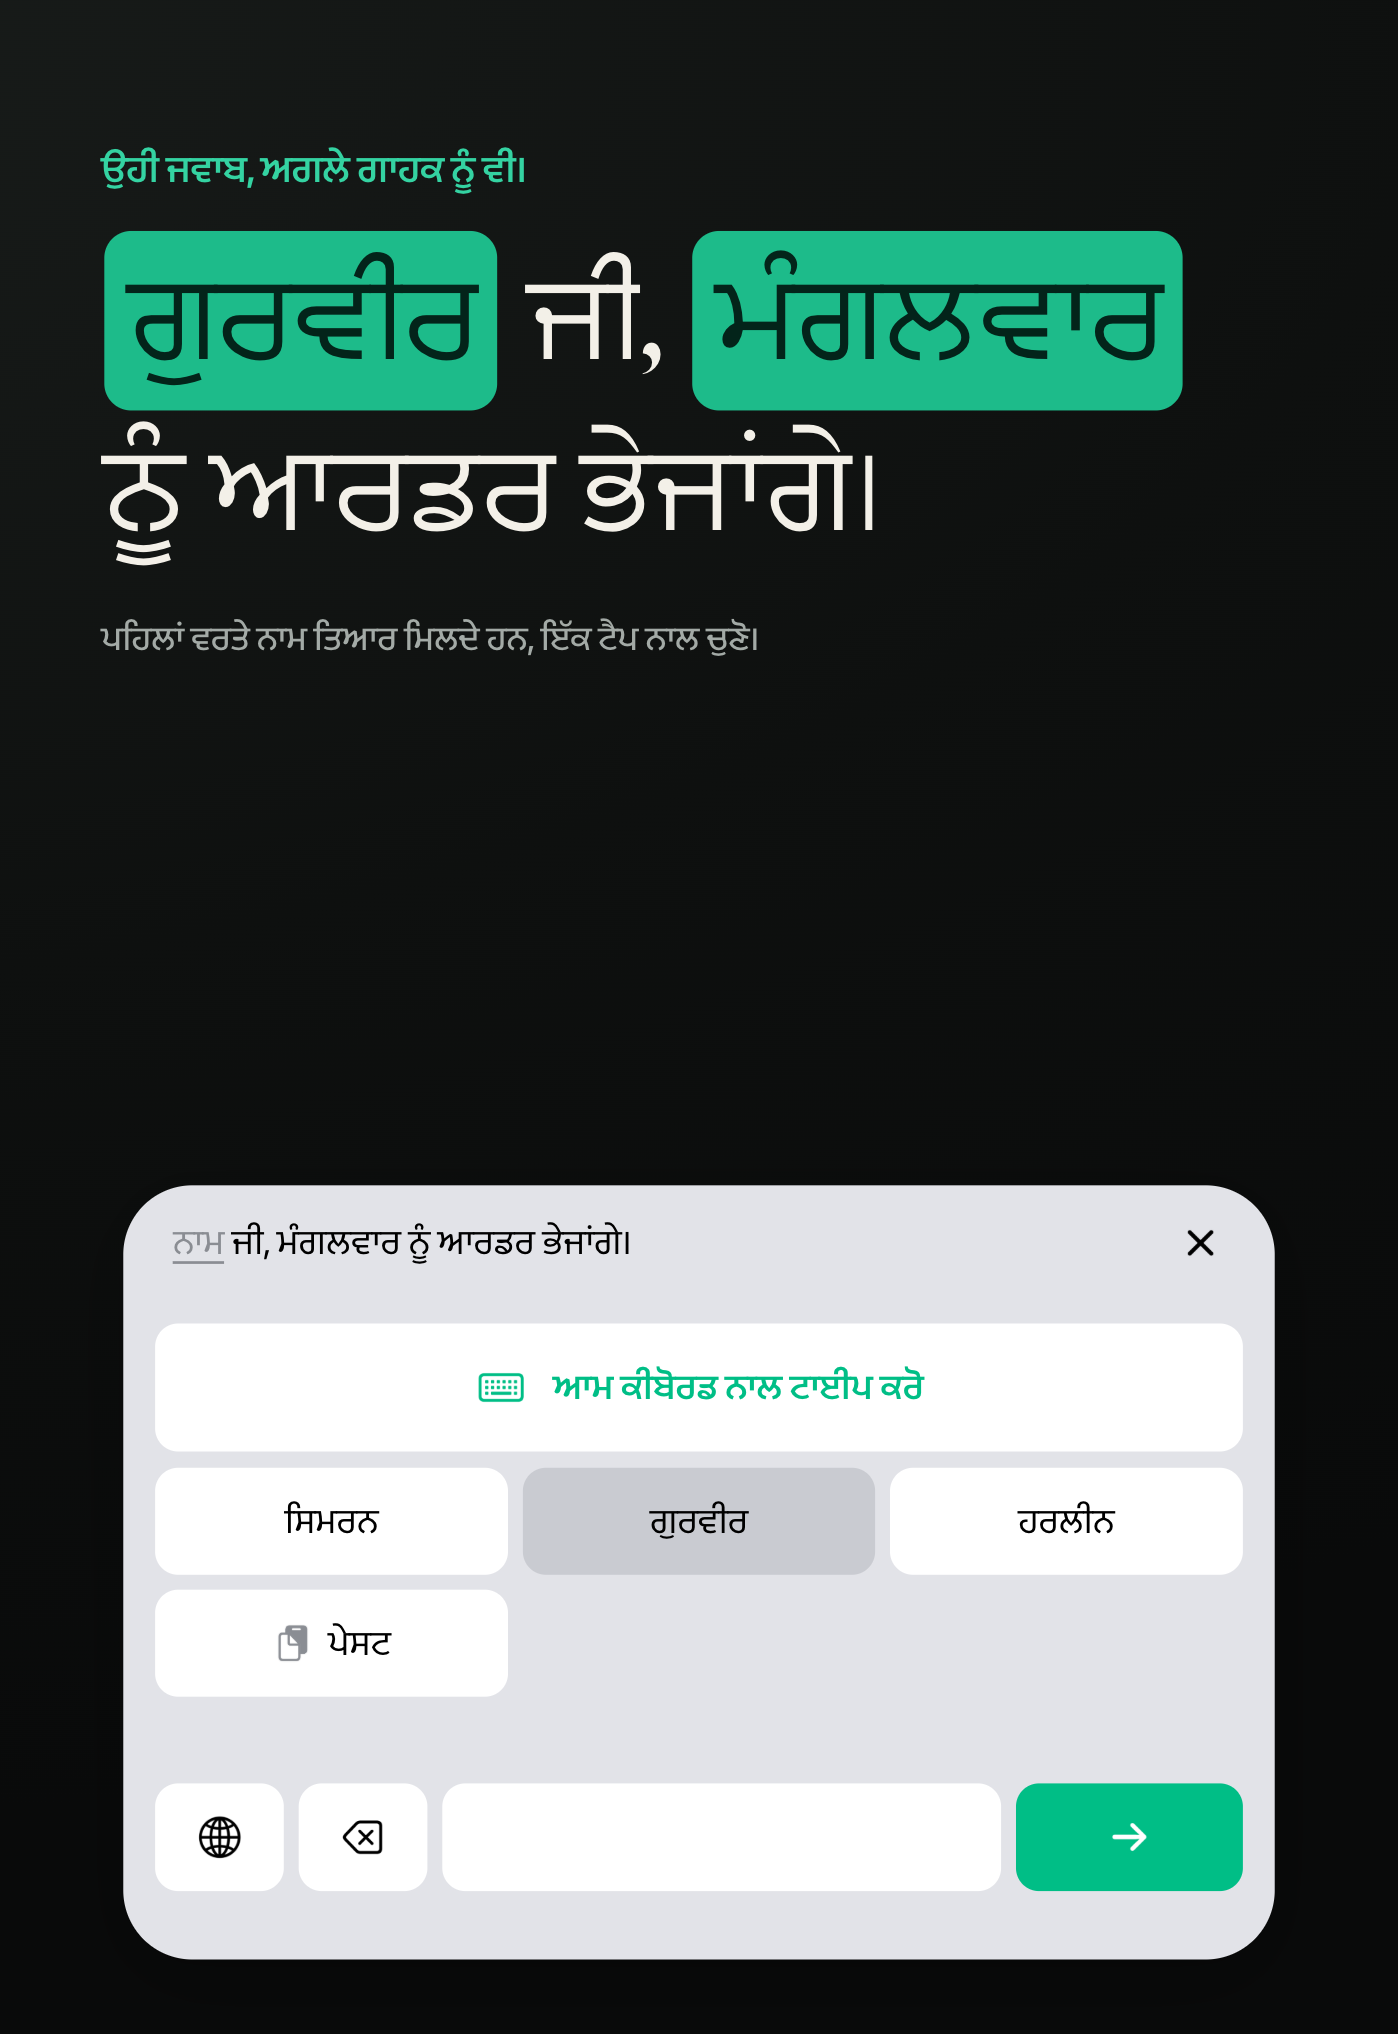 ਉਹੀ ਜਵਾਬ, ਅਗਲੇ ਗਾਹਕ ਨੂੰ ਵੀ।
ਗੁਰਵੀਰ ਜੀ, ਮੰਗਲਵਾਰ
ਨੂੰ ਆਰਡਰ ਭੇਜਾਂਗੇ।
ਪਹਿਲਾਂ ਵਰਤੇ ਨਾਮ ਤਿਆਰ ਮਿਲਦੇ ਹਨ, ਇੱਕ ਟੈਪ ਨਾਲ ਚੁਣੋ।
ਨਾਮ ਜੀ, ਮੰਗਲਵਾਰ ਨੂੰ ਆਰਡਰ ਭੇਜਾਂਗੇ।
ਆਮ ਕੀਬੋਰਡ ਨਾਲ ਟਾਈਪ ਕਰੋ
ਸਿਮਰਨ ਗੁਰਵੀਰ ਹਰਲੀਨ
ਪੇਸਟ